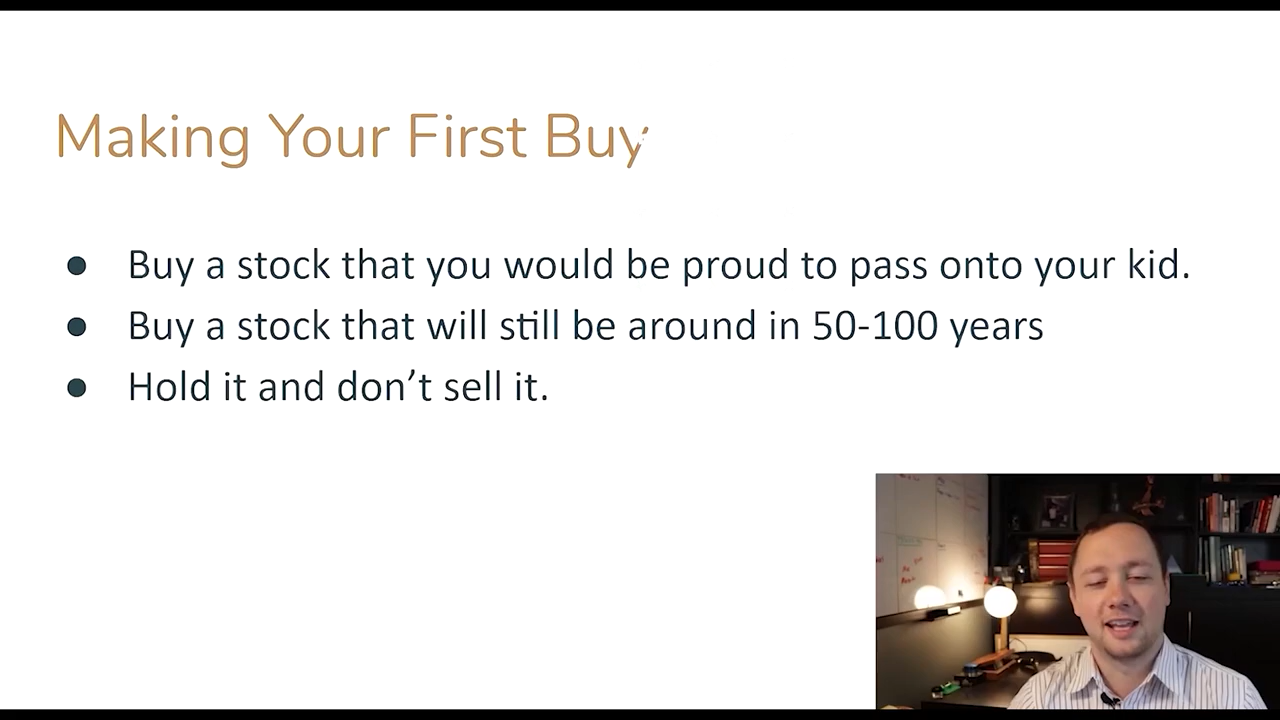 Making Your First Buy
● Buy a stock that you would be proud to pass onto your kid.
● Buy a stock that will still be around in 50-100 years
● Hold it and don’t sell it.